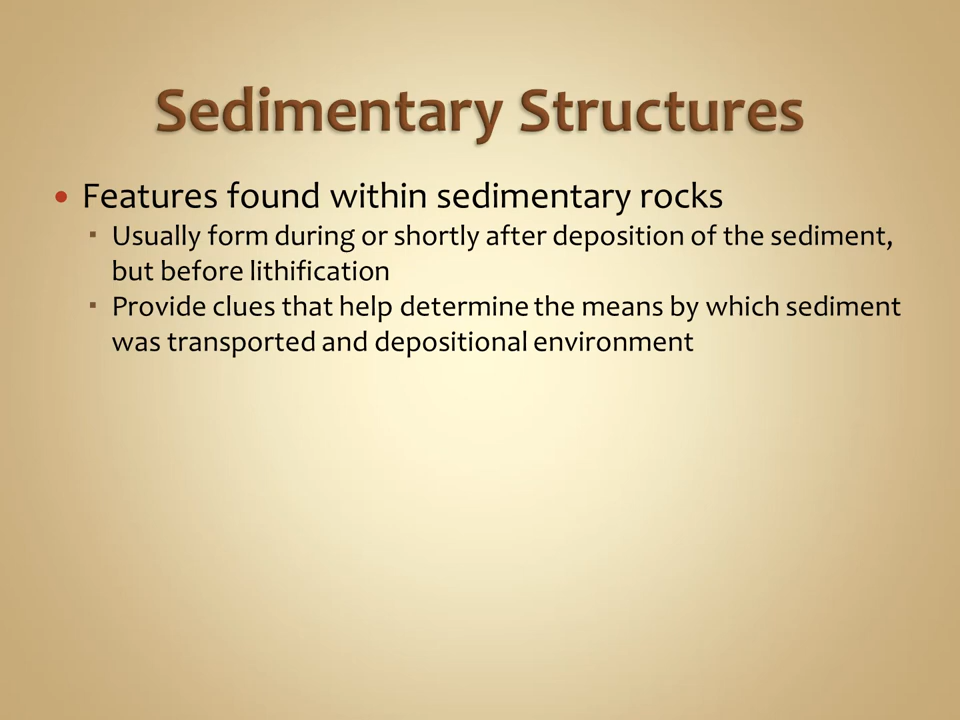 Sedimentary Structures
• Features found within sedimentary rocks
▪ Usually form during or shortly after deposition of the sediment,
but before lithification
▪ Provide clues that help determine the means by which sediment
was transported and depositional environment